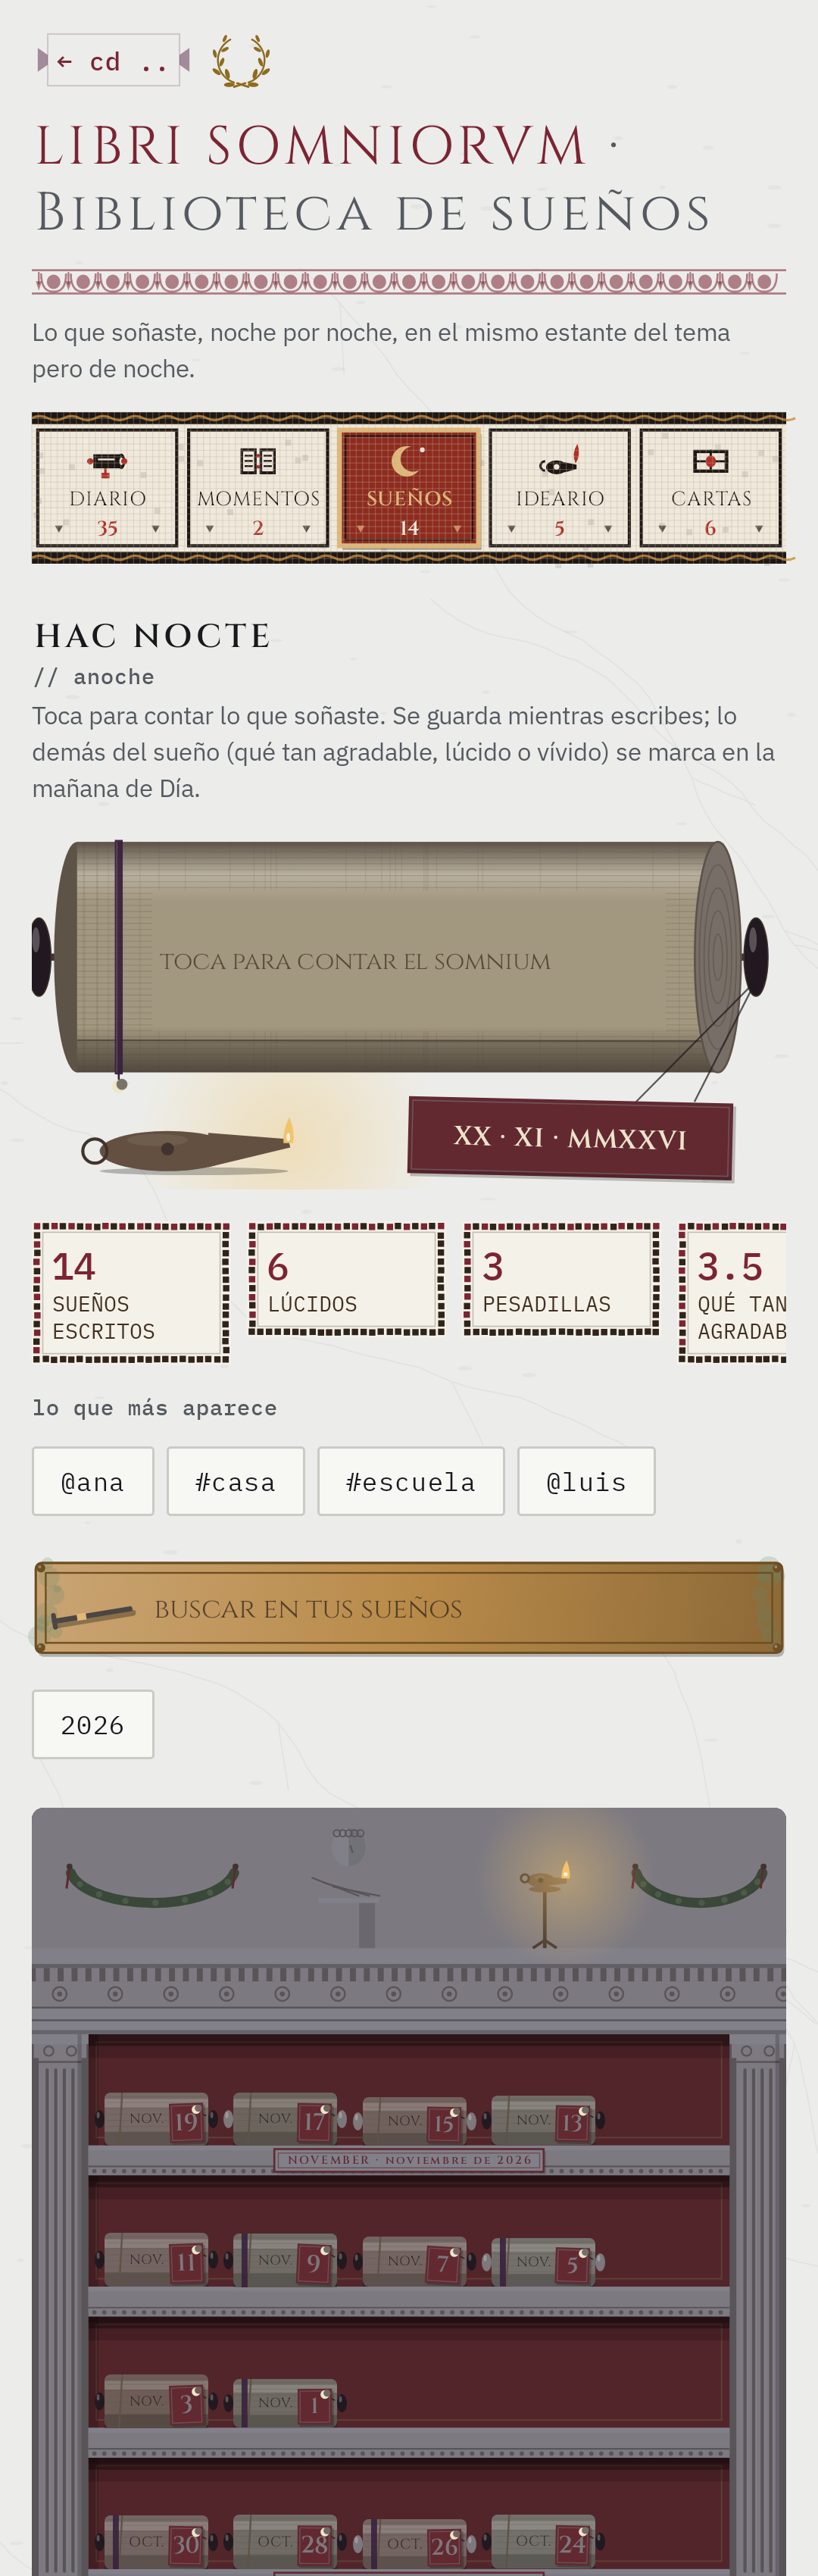 ← cd ..
LIBRI SOMNIORVM ·
BIBLIOTECA DE SUEÑOS
Lo que soñaste, noche por noche, en el mismo estante del tema
pero de noche.
DIARIO MOMENTOS SUEÑOS IDEARIO CARTAS
35 2 14 5 6
HAC NOCTE
// anoche
Toca para contar lo que soñaste. Se guarda mientras escribes; lo
demás del sueño (qué tan agradable, lúcido o vívido) se marca en la
mañana de Día.
TOCA PARA CONTAR EL SOMNIUM
XX · XI · MMXXVI
14 6 3 3.5
SUEÑOS LÚCIDOS PESADILLAS QUÉ TAN
ESCRITOS AGRADAB
lo que más aparece
@ana #casa #escuela @luis
BUSCAR EN TUS SUEÑOS
2026
NOV. 19 NOV. 17 NOV. 15 NOV. 13
NOVEMBER · NOVIEMBRE DE 2026
NOV. 11 NOV. 9 NOV. 7 NOV. 5
NOV. 3 NOV. 1
OCT. 30 OCT. 28 OCT. 26 OCT. 24